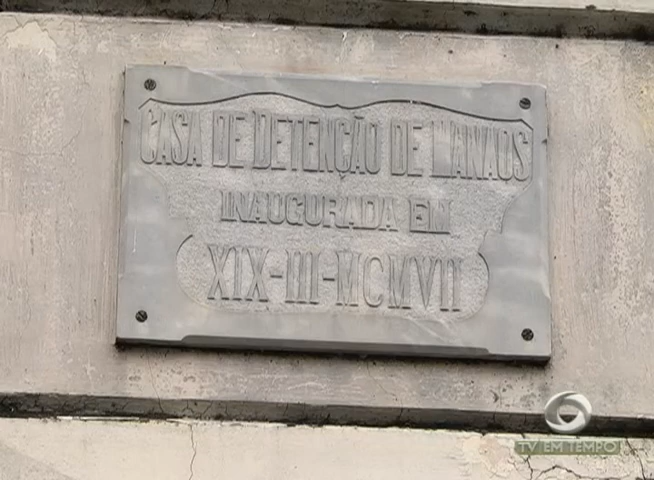 CASA DE DETENÇÃO DE MANAOS
INAUGURADA EM
XIX-III-MCMVII
TV EM TEMPO